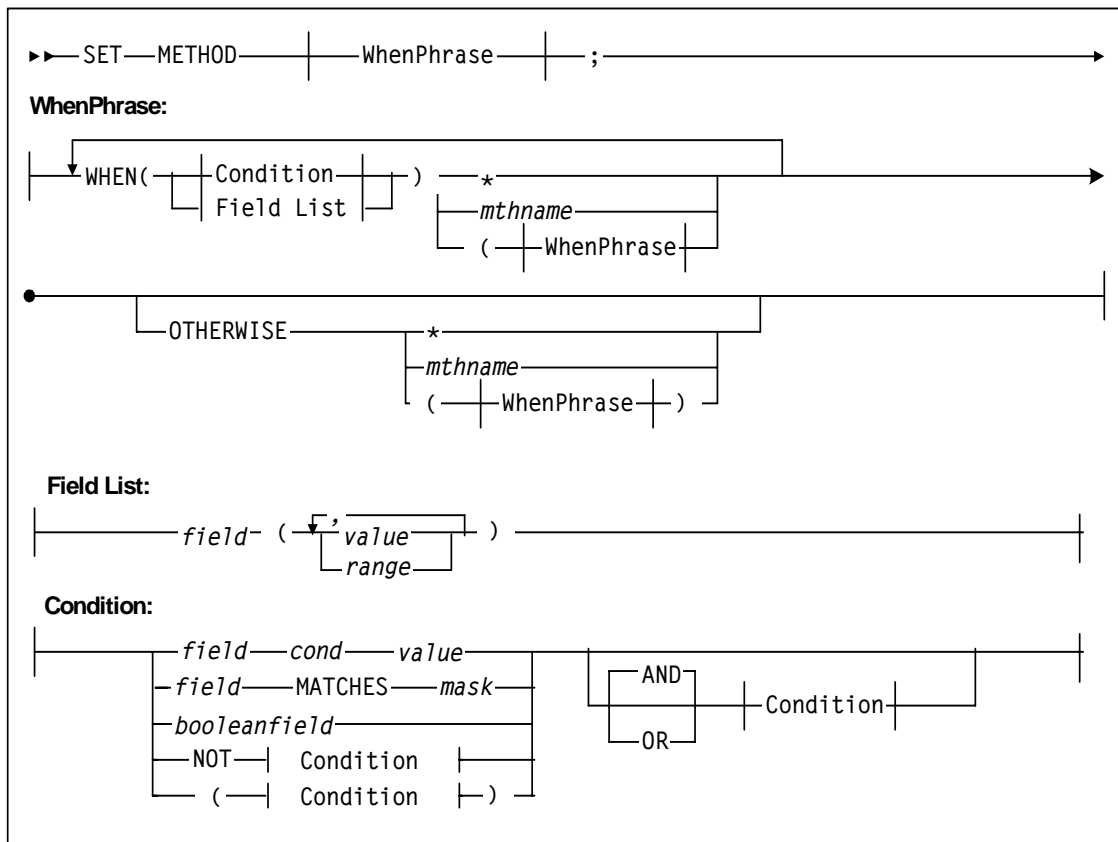 SET METHOD WhenPhrase ;
WhenPhrase:
WHEN( Condition ) *
Field List mthname
( WhenPhrase
OTHERWISE *
mthname
( WhenPhrase )
Field List:
,
field ( value )
range
Condition:
field cond value AND
field MATCHES mask Condition
booleanfield OR
NOT Condition
( Condition )